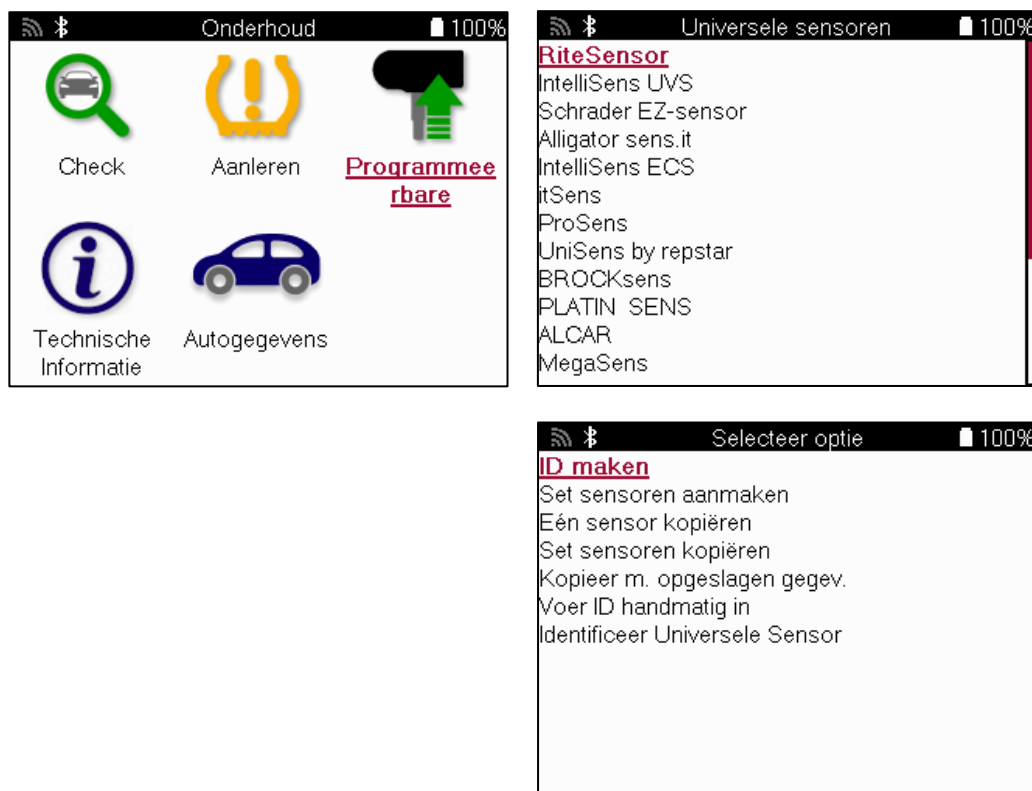 Onderhoud
100%
Check
Aanleren
Programmee
rbare
Technische
Informatie
Autogegevens
Universele sensoren
100%
RiteSensor
IntelliSens UVS
Schrader EZ-sensor
Alligator sens.it
IntelliSens ECS
itSens
ProSens
UniSens by repstar
BROCKsens
PLATIN SENS
ALCAR
MegaSens
Selecteer optie
100%
ID maken
Set sensoren aanmaken
Eén sensor kopiëren
Set sensoren kopiëren
Kopieer m. opgeslagen gegev.
Voer ID handmatig in
Identificeer Universele Sensor